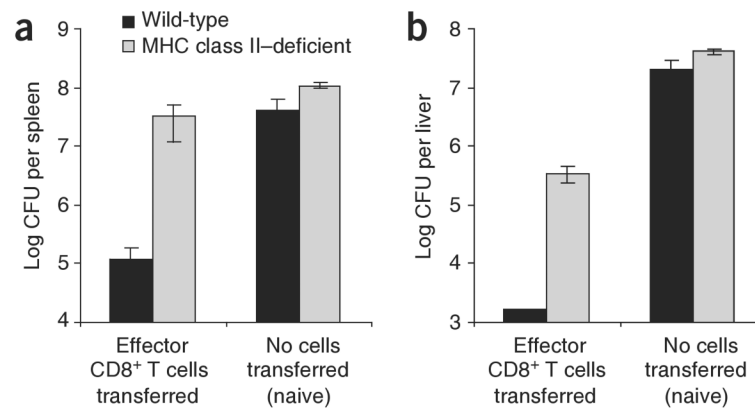 a
Wild-type
MHC class II–deficient
Log CFU per spleen
9
8
7
6
5
4
Effector
CD8⁺ T cells
transferred
No cells
transferred
(naive)
b
Log CFU per liver
8
7
6
5
4
3
Effector
CD8⁺ T cells
transferred
No cells
transferred
(naive)